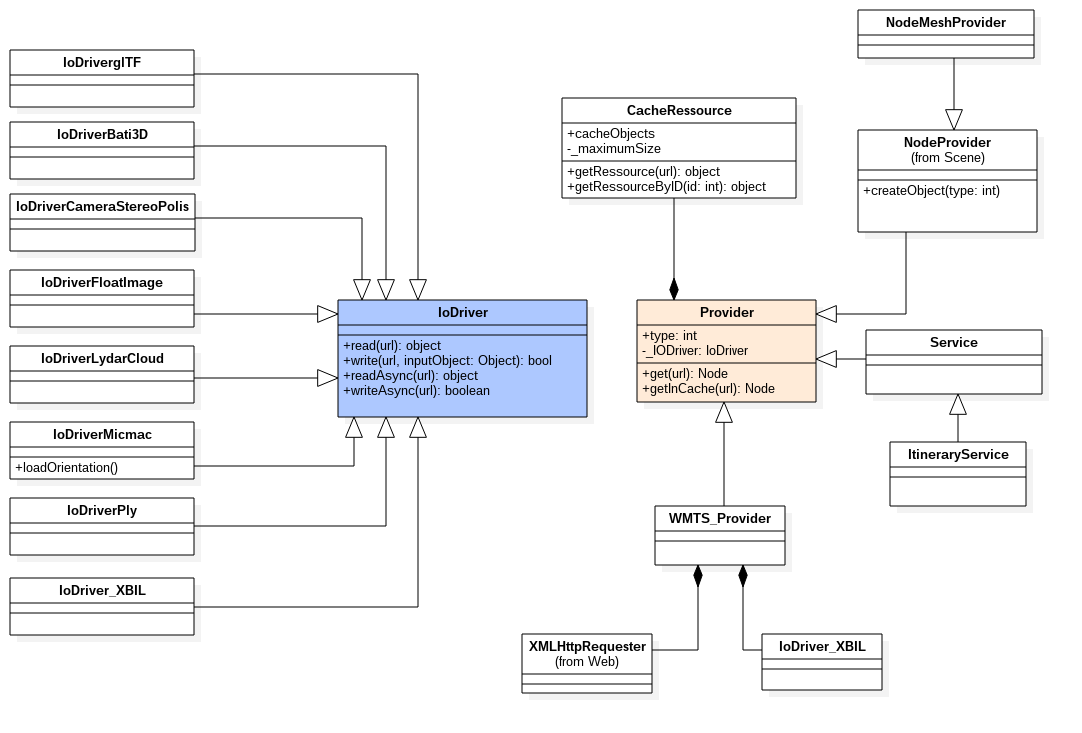 IoDriverglTF
IoDriverBati3D
IoDriverCameraStereoPolis
IoDriverFloatImage
IoDriverLydarCloud
IoDriverMicmac
+loadOrientation()
IoDriverPly
IoDriver_XBIL
IoDriver
+read(url): object
+write(url, inputObject: Object): bool
+readAsync(url): object
+writeAsync(url): boolean
CacheRessource
+cacheObjects
-_maximumSize
+getRessource(url): object
+getRessourceByID(id: int): object
NodeMeshProvider
NodeProvider
(from Scene)
+createObject(type: int)
Provider
+type: int
-_IODriver: IoDriver
+get(url): Node
+getInCache(url): Node
Service
ItineraryService
WMTS_Provider
XMLHttpRequester
(from Web)
IoDriver_XBIL